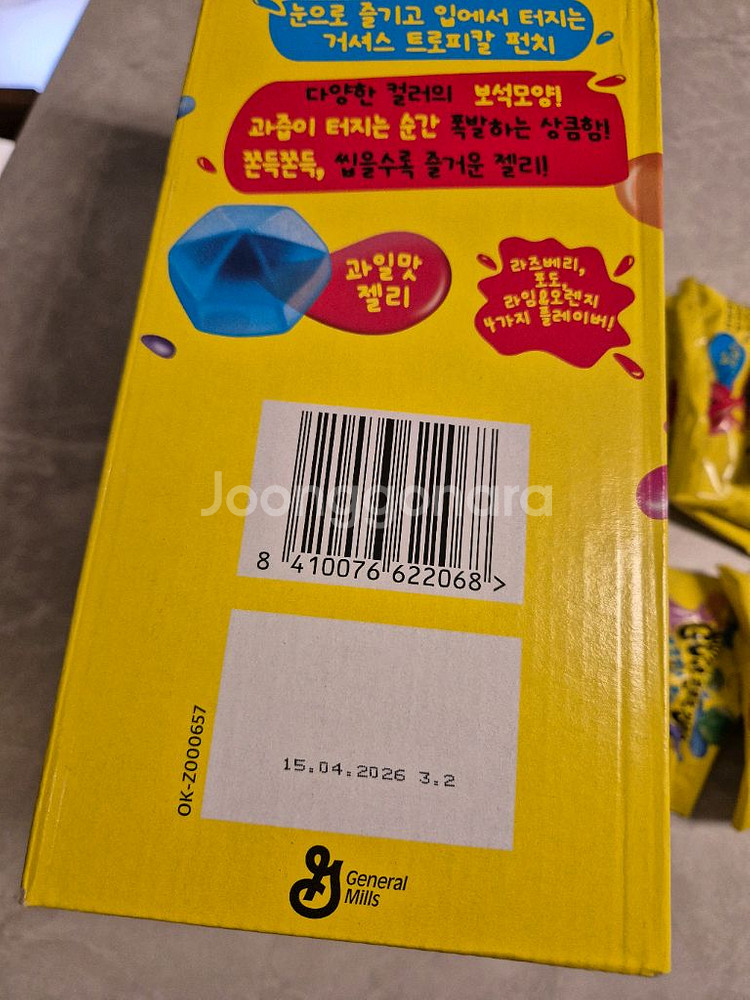 눈으로 즐기고 입에서 터지는
거셔스 트로피칼 펀치
다양한 컬러의 보석모양!
과즙이 터지는 순간 폭발하는 상큼함!
쫀득쫀득, 씹을수록 즐거운 젤리!
과일맛
젤리
라즈베리,
포도,
라임&오렌지
4가지 플레이버!
Joonggonara
8 410076 622068 >
OK-Z000657
15.04.2026 3.2
General
Mills